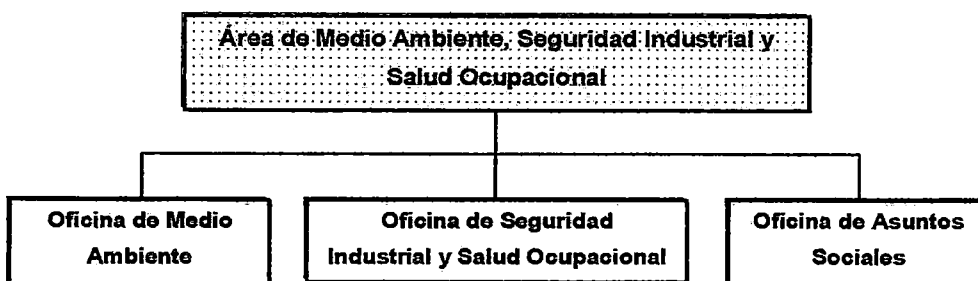 Área de Medio Ambiente, Seguridad Industrial y
Salud Ocupacional
Oficina de Medio
Ambiente
Oficina de Seguridad
Industrial y Salud Ocupacional
Oficina de Asuntos
Sociales